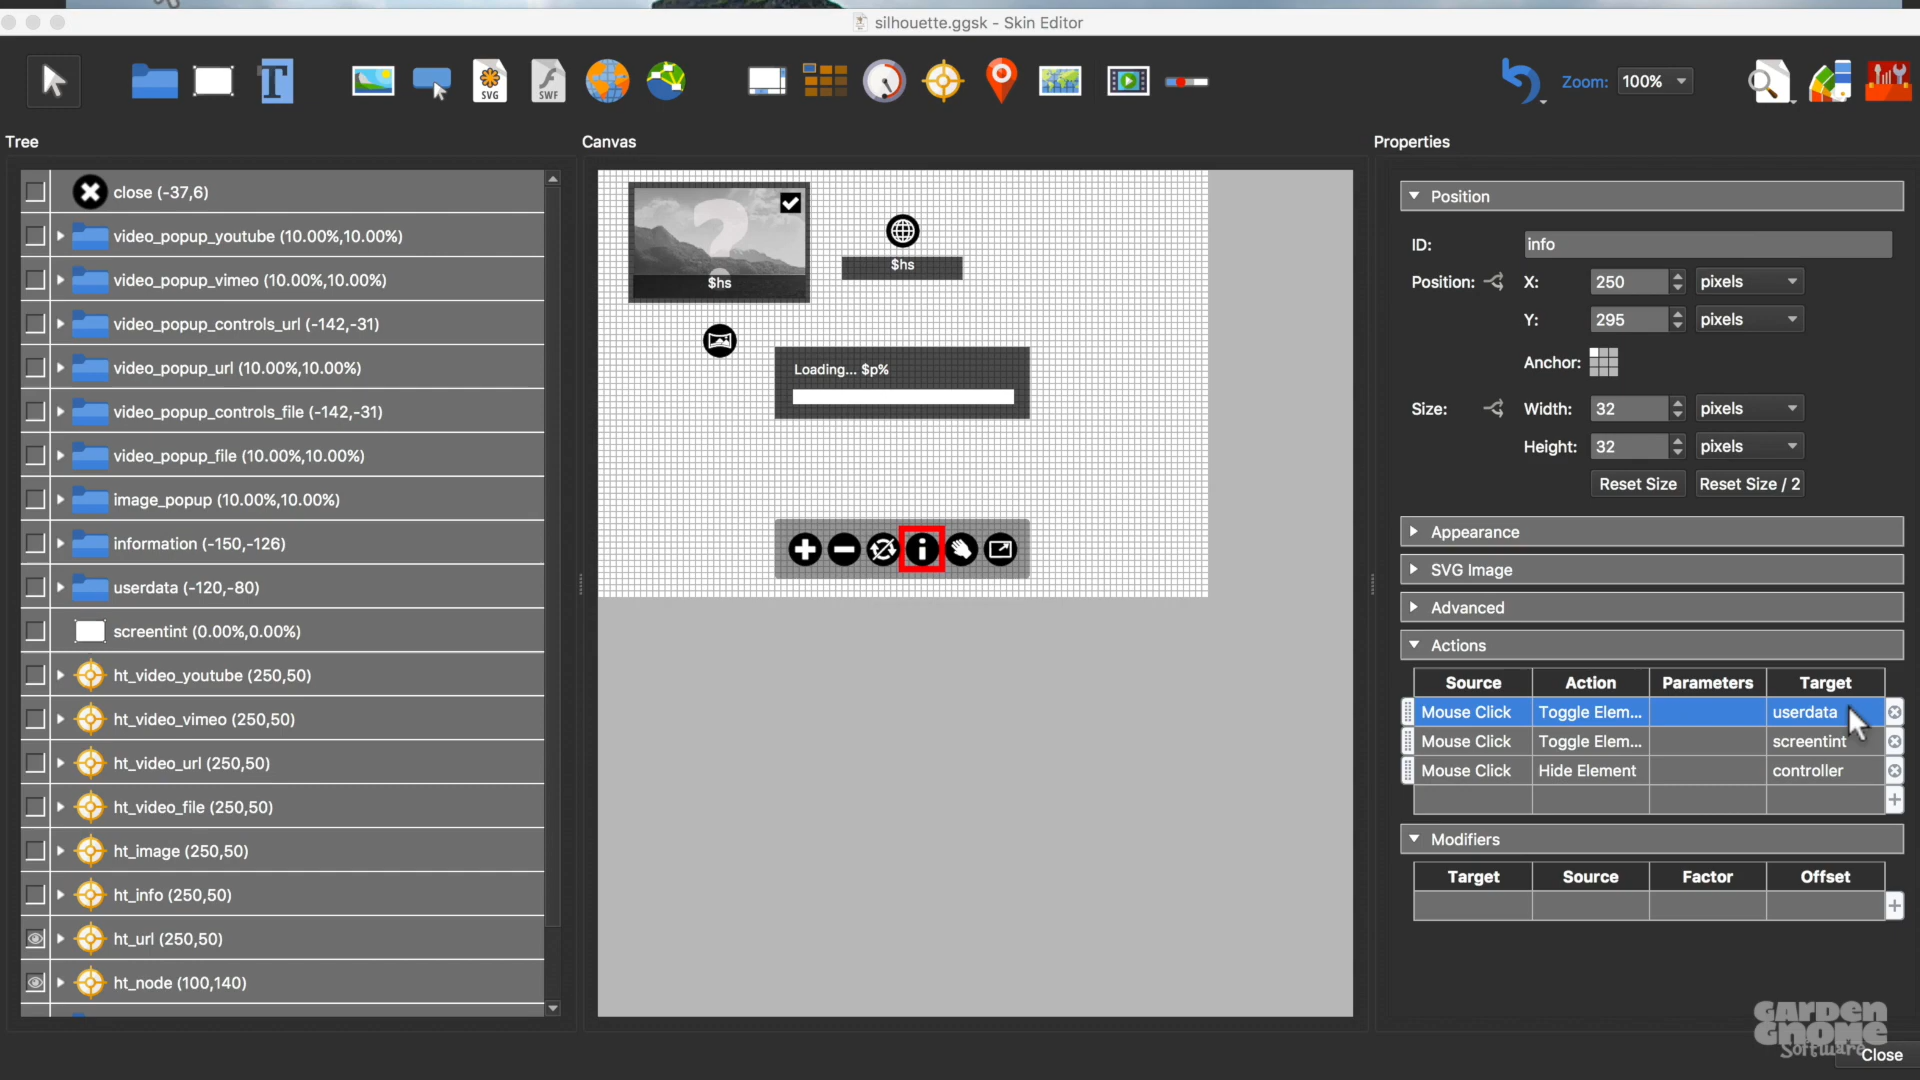 silhouette.ggsk - Skin Editor
T
SVG
SWF
Zoom: 100%
Tree
Canvas
Properties
close (-37,6)
video_popup_youtube (10.00%,10.00%)
video_popup_vimeo (10.00%,10.00%)
video_popup_controls_url (-142,-31)
video_popup_url (10.00%,10.00%)
video_popup_controls_file (-142,-31)
video_popup_file (10.00%,10.00%)
image_popup (10.00%,10.00%)
information (-150,-126)
userdata (-120,-80)
screentint (0.00%,0.00%)
ht_video_youtube (250,50)
ht_video_vimeo (250,50)
ht_video_url (250,50)
ht_video_file (250,50)
ht_image (250,50)
ht_info (250,50)
ht_url (250,50)
ht_node (100,140)
?
$hs
$hs
Loading... $p%
i
Position
ID: info
Position: X: 250 pixels
Y: 295 pixels
Anchor:
Size: Width: 32 pixels
Height: 32 pixels
Reset Size Reset Size / 2
Appearance
SVG Image
Advanced
Actions
Source Action Parameters Target
Mouse Click Toggle Elem... userdata
Mouse Click Toggle Elem... screentint
Mouse Click Hide Element controller
Modifiers
Target Source Factor Offset
GARDEN
GNOME
Software
Close